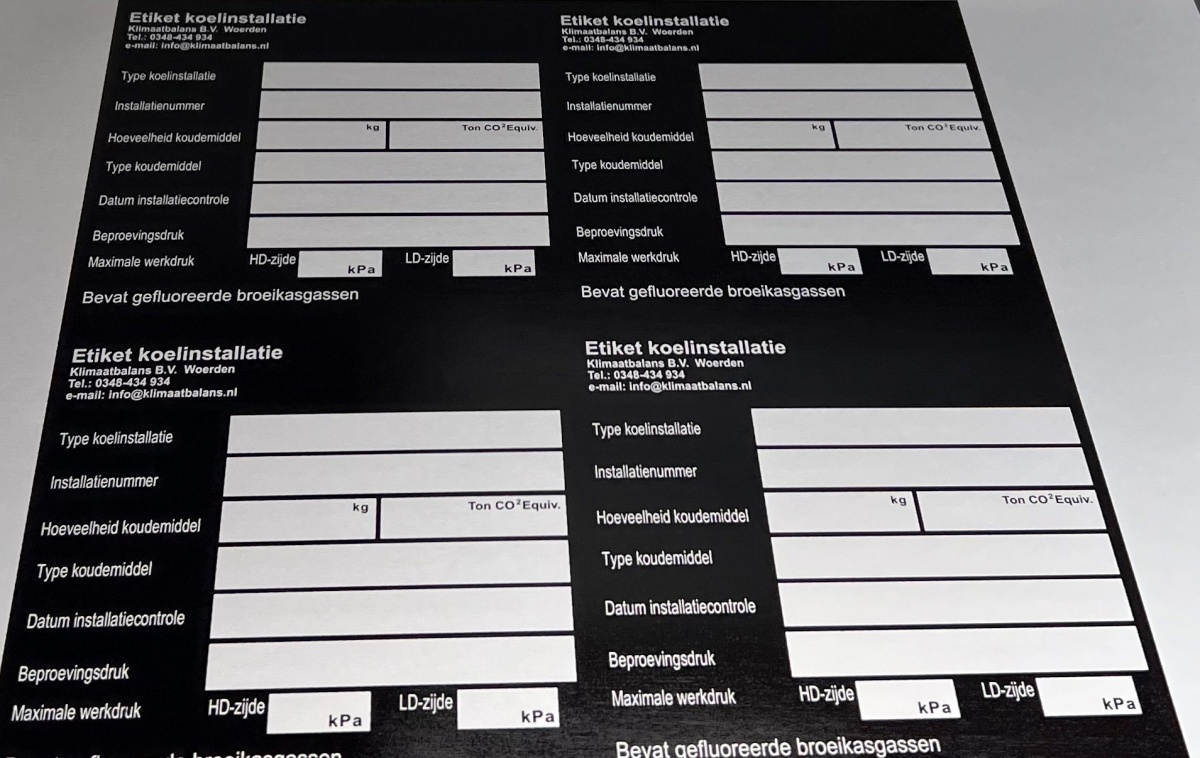 Etiket koelinstallatie
Klimaatbalans B.V. Woerden
Tel.: 0348-434 934
e-mail: info@klimaatbalans.nl
Type koelinstallatie
Installatienummer
Hoeveelheid koudemiddel kg Ton CO²Equiv.
Type koudemiddel
Datum installatiecontrole
Beproevingsdruk
Maximale werkdruk HD-zijde kPa LD-zijde kPa
Bevat gefluoreerde broeikasgassen
Etiket koelinstallatie
Klimaatbalans B.V. Woerden
Tel.: 0348-434 934
e-mail: info@klimaatbalans.nl
Type koelinstallatie
Installatienummer
Hoeveelheid koudemiddel kg Ton CO²Equiv.
Type koudemiddel
Datum installatiecontrole
Beproevingsdruk
Maximale werkdruk HD-zijde kPa LD-zijde kPa
Bevat gefluoreerde broeikasgassen
Etiket koelinstallatie
Klimaatbalans B.V. Woerden
Tel.: 0348-434 934
e-mail: info@klimaatbalans.nl
Type koelinstallatie
Installatienummer
Hoeveelheid koudemiddel kg Ton CO²Equiv.
Type koudemiddel
Datum installatiecontrole
Beproevingsdruk
Maximale werkdruk HD-zijde kPa LD-zijde kPa
broeikasgassen
Etiket koelinstallatie
Klimaatbalans B.V. Woerden
Tel.: 0348-434 934
e-mail: info@klimaatbalans.nl
Type koelinstallatie
Installatienummer
Hoeveelheid koudemiddel kg Ton CO²Equiv.
Type koudemiddel
Datum installatiecontrole
Beproevingsdruk
Maximale werkdruk HD-zijde kPa LD-zijde kPa
Bevat gefluoreerde broeikasgassen